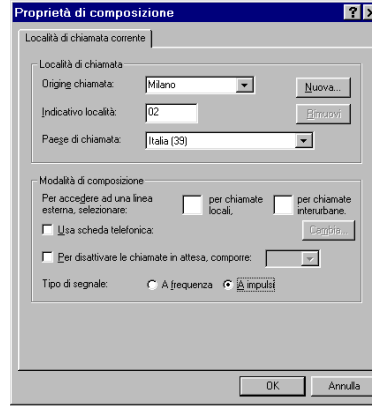 Proprietà di composizione
Località di chiamata corrente
Località di chiamata
Origine chiamata: Milano Nuova...
Indicativo località: 02 Rimuovi
Paese di chiamata: Italia (39)
Modalità di composizione
Per accedere ad una linea esterna, selezionare: per chiamate locali, per chiamate interurbane.
Usa scheda telefonica: Cambia...
Per disattivare le chiamate in attesa, comporre:
Tipo di segnale: A frequenza A impulsi
OK Annulla